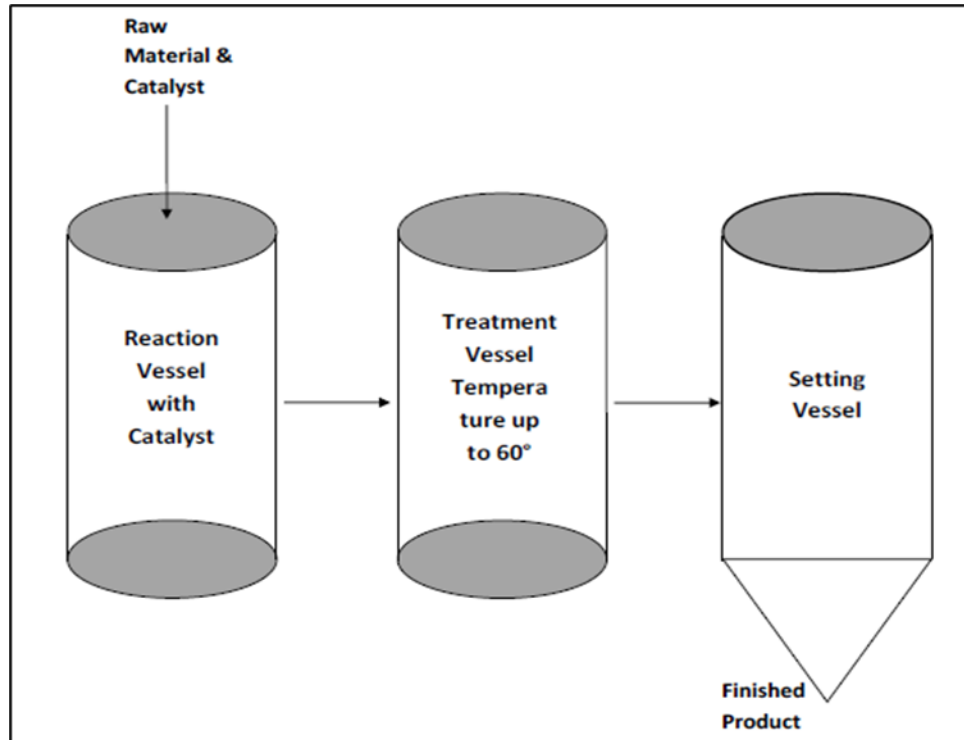 Raw
Material &
Catalyst
Reaction
Vessel
with
Catalyst
Treatment
Vessel
Tempera
ture up
to 60°
Setting
Vessel
Finished
Product